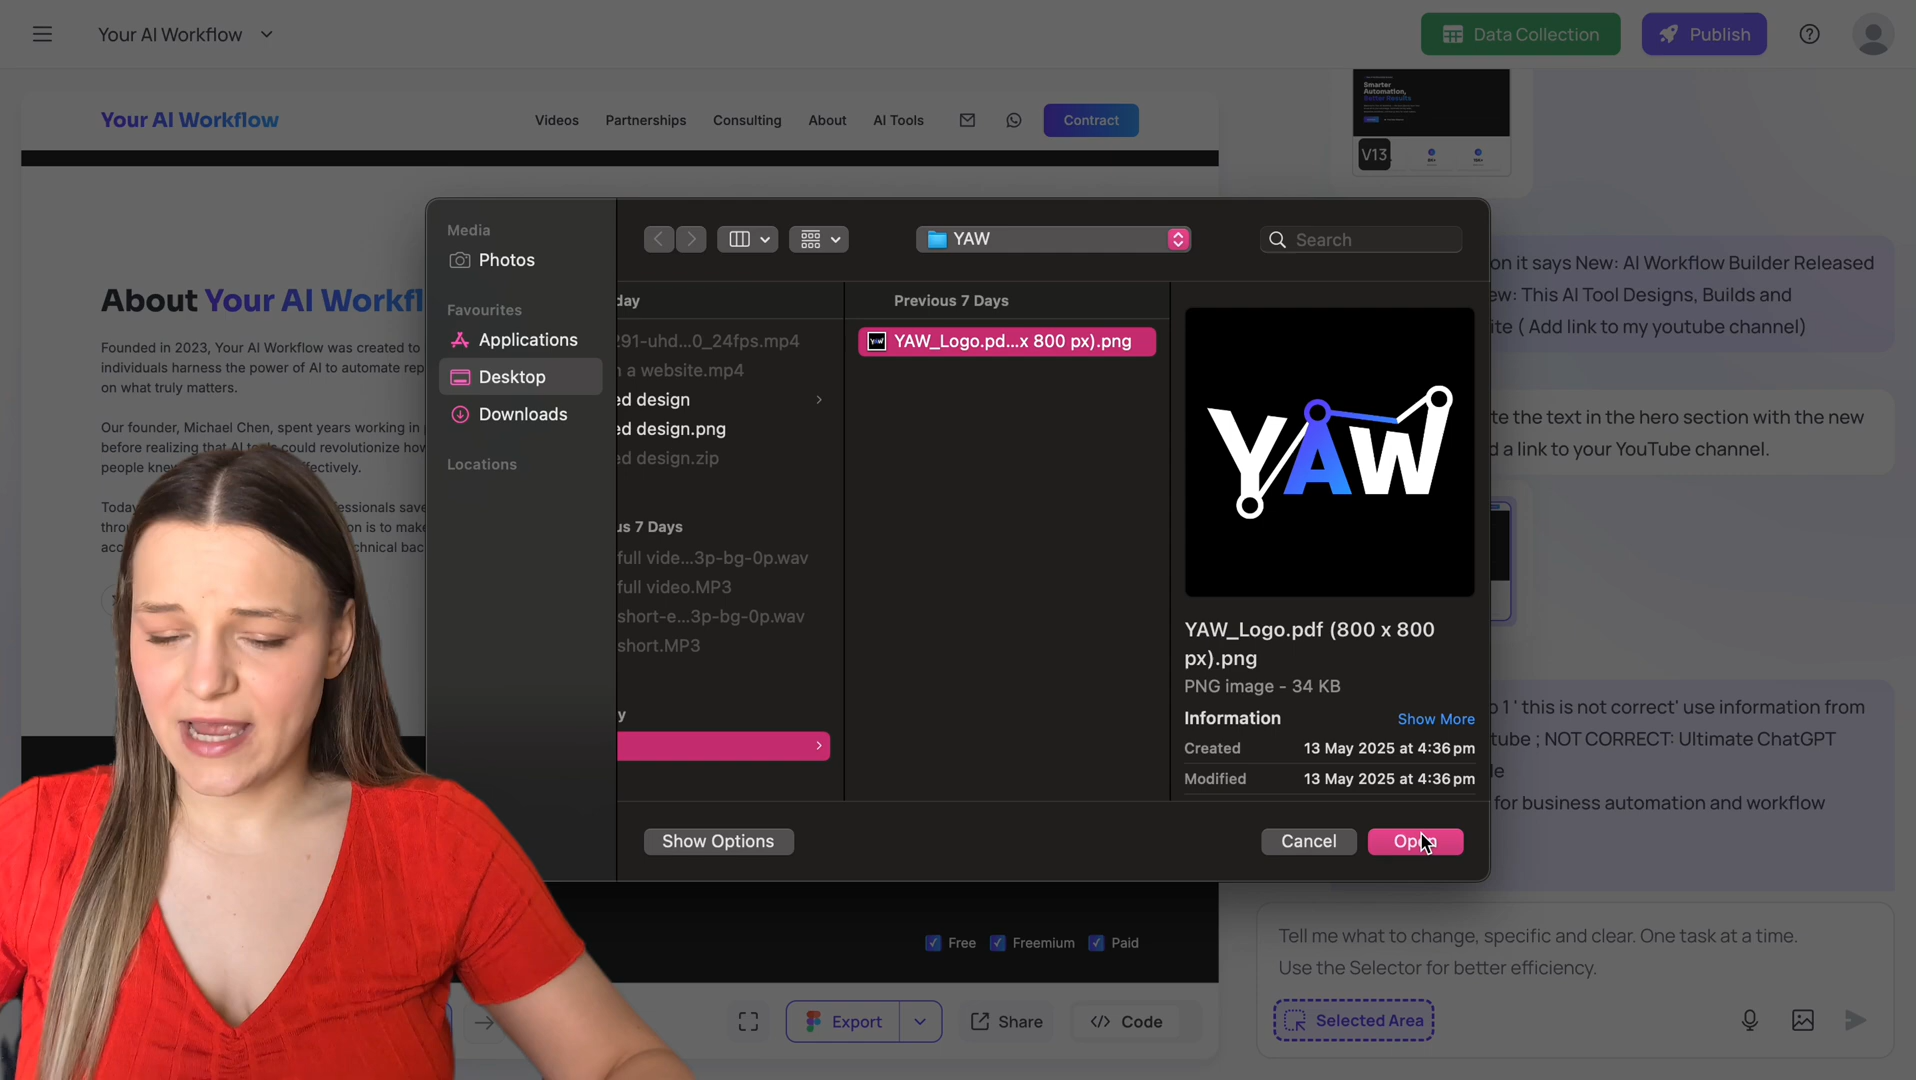 Your AI Workflow
Data Collection
Publish
Your AI Workflow
Videos
Partnerships
Consulting
About
AI Tools
Contract
Smarter
Automation,
Better Results
V13
About Your AI Workfl
Founded in 2023, Your AI Workflow was created to
individuals harness the power of AI to automate rep
on what truly matters.
Our founder, Michael Chen, spent years working in
before realizing that AI tools could revolutionize how
people knew
ectively.
Today
essionals save
throu
on is to make
acc
chnical bac
Media
Photos
Favourites
Applications
Desktop
Downloads
Locations
YAW
Search
day
291-uhd...0_24fps.mp4
n a website.mp4
ed design
ed design.png
ed design.zip
us 7 Days
full vide...3p-bg-0p.wav
full video.MP3
short-e...3p-bg-0p.wav
short.MP3
y
Previous 7 Days
YAW_Logo.pd...x 800 px).png
YAW
YAW_Logo.pdf (800 x 800
px).png
PNG image - 34 KB
Information
Show More
Created
13 May 2025 at 4:36 pm
Modified
13 May 2025 at 4:36 pm
Show Options
Cancel
Open
on it says New: AI Workflow Builder Released
ew: This AI Tool Designs, Builds and
ite ( Add link to my youtube channel)
te the text in the hero section with the new
d a link to your YouTube channel.
o 1 ' this is not correct' use information from
tube ; NOT CORRECT: Ultimate ChatGPT
le
for business automation and workflow
Free
Freemium
Paid
Export
Share
Code
Tell me what to change, specific and clear. One task at a time.
Use the Selector for better efficiency.
Selected Area